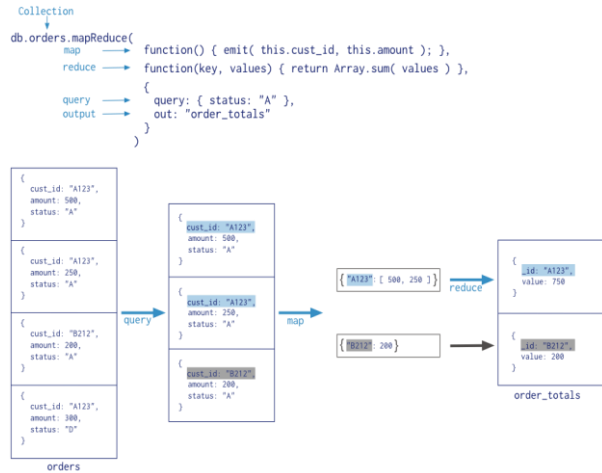 Collection
db.orders.mapReduce(
map function() { emit( this.cust_id, this.amount ); },
reduce function(key, values) { return Array.sum( values ) },
{
query query: { status: "A" },
output out: "order_totals"
}
)
{
cust_id: "A123",
amount: 500,
status: "A"
}
{
cust_id: "A123",
amount: 250,
status: "A"
}
{
cust_id: "B212",
amount: 200,
status: "A"
}
{
cust_id: "A123",
amount: 300,
status: "D"
}
orders
query
{
cust_id: "A123",
amount: 500,
status: "A"
}
{
cust_id: "A123",
amount: 250,
status: "A"
}
{
cust_id: "B212",
amount: 200,
status: "A"
}
map
{"A123": [ 500, 250 ]}
{"B212": 200}
reduce
{
_id: "A123",
value: 750
}
{
_id: "B212",
value: 200
}
order_totals